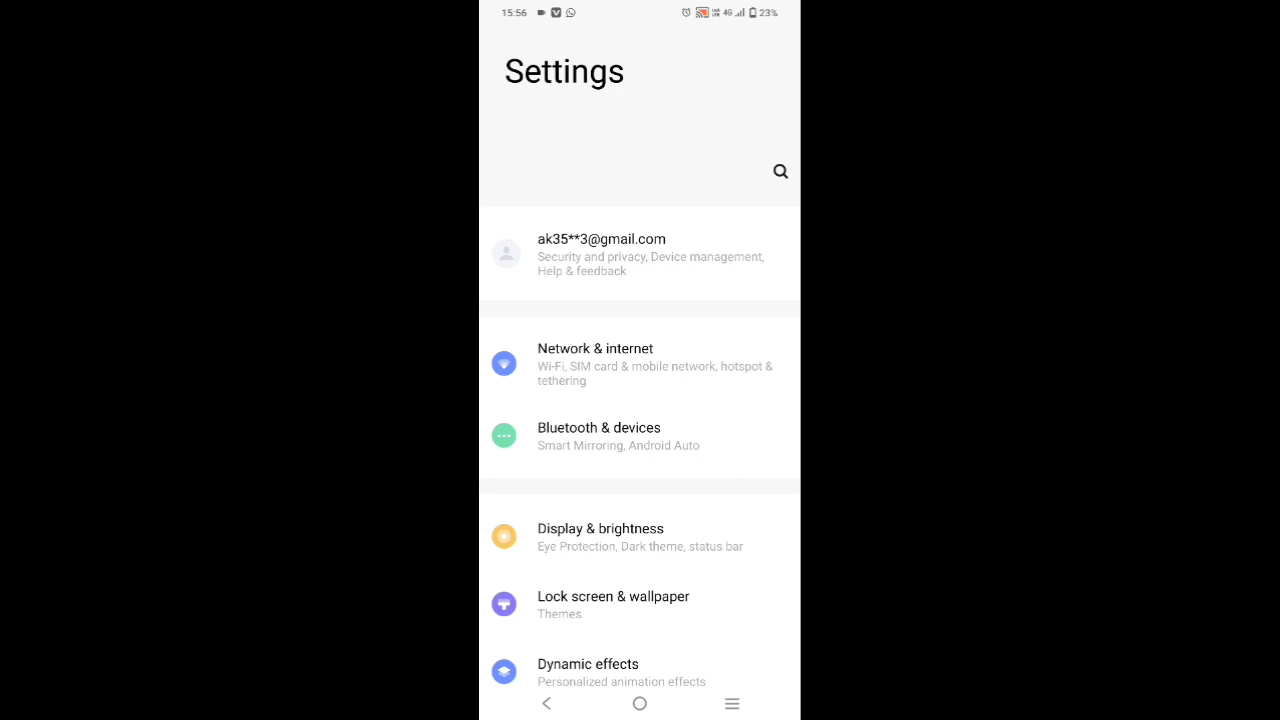 15:56 4G 23%
Settings
ak35**3@gmail.com
Security and privacy, Device management,
Help & feedback
Network & internet
Wi-Fi, SIM card & mobile network, hotspot &
tethering
Bluetooth & devices
Smart Mirroring, Android Auto
Display & brightness
Eye Protection, Dark theme, status bar
Lock screen & wallpaper
Themes
Dynamic effects
Personalized animation effects